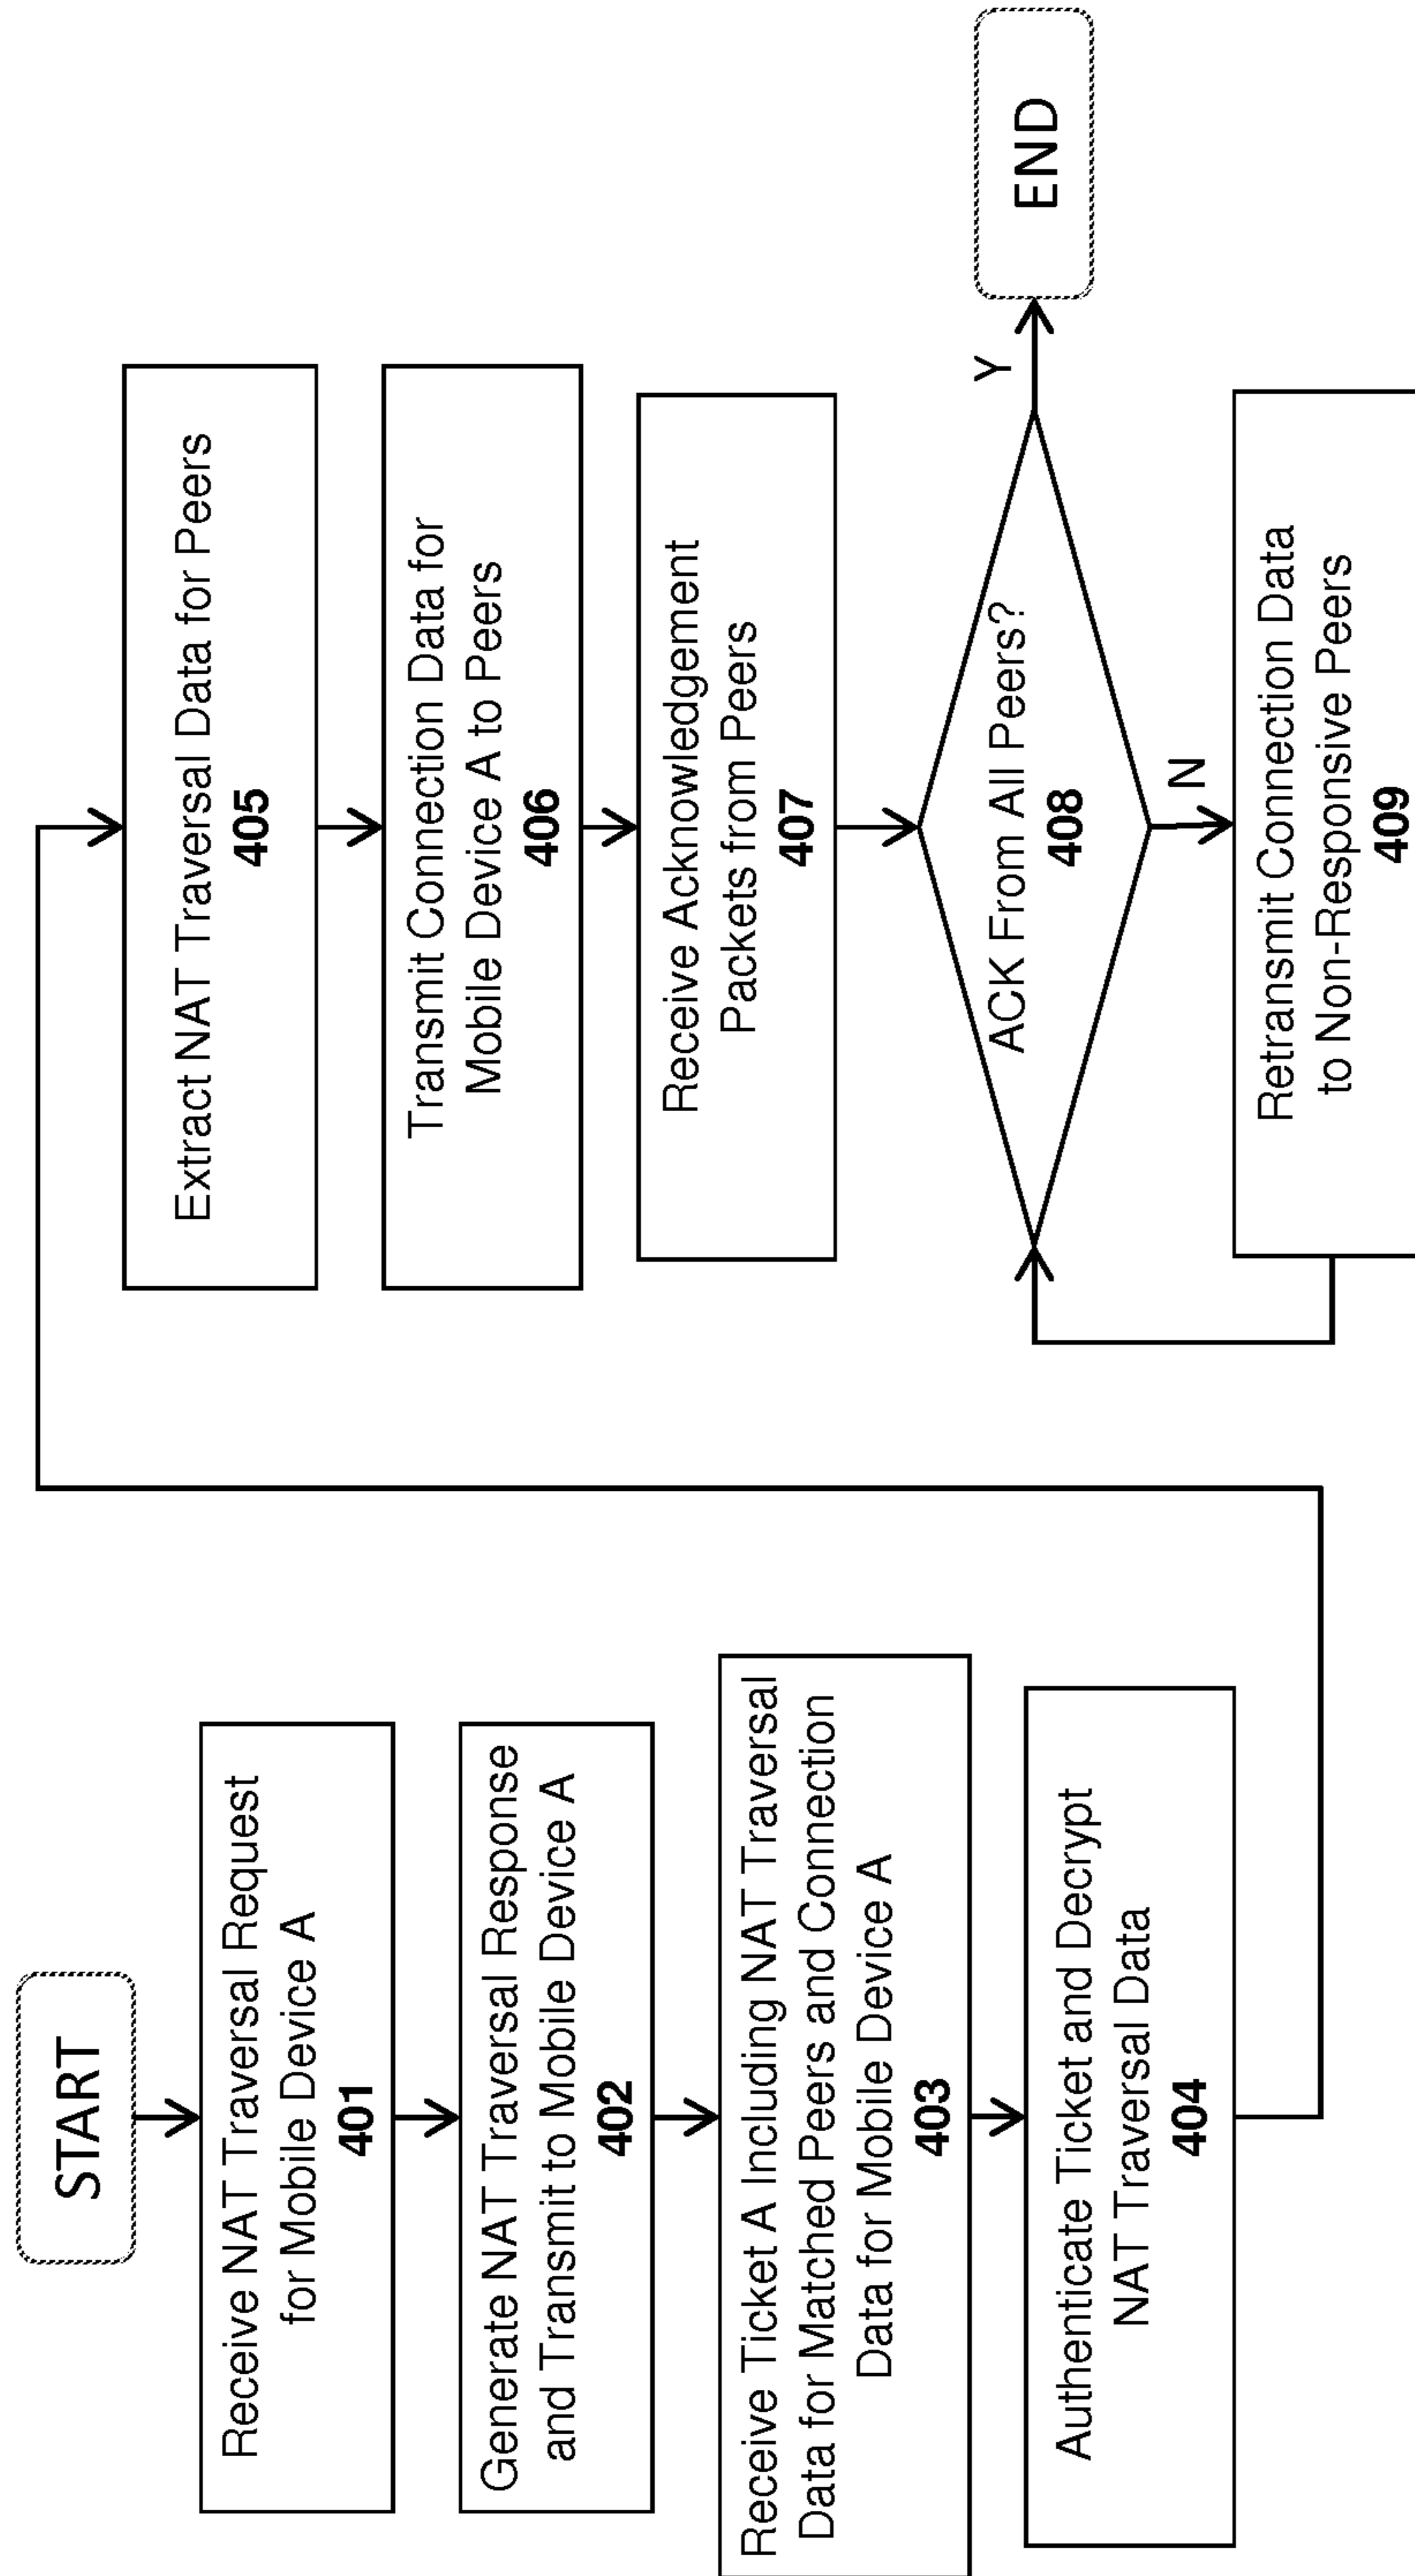 START
Receive NAT Traversal Request
for Mobile Device A
401
Generate NAT Traversal Response
and Transmit to Mobile Device A
402
Receive Ticket A Including NAT Traversal
Data for Matched Peers and Connection
Data for Mobile Device A
403
Authenticate Ticket and Decrypt
NAT Traversal Data
404
Extract NAT Traversal Data for Peers
405
Transmit Connection Data for
Mobile Device A to Peers
406
Receive Acknowledgement
Packets from Peers
407
ACK From All Peers?
408
Y
END
N
Retransmit Connection Data
to Non-Responsive Peers
409